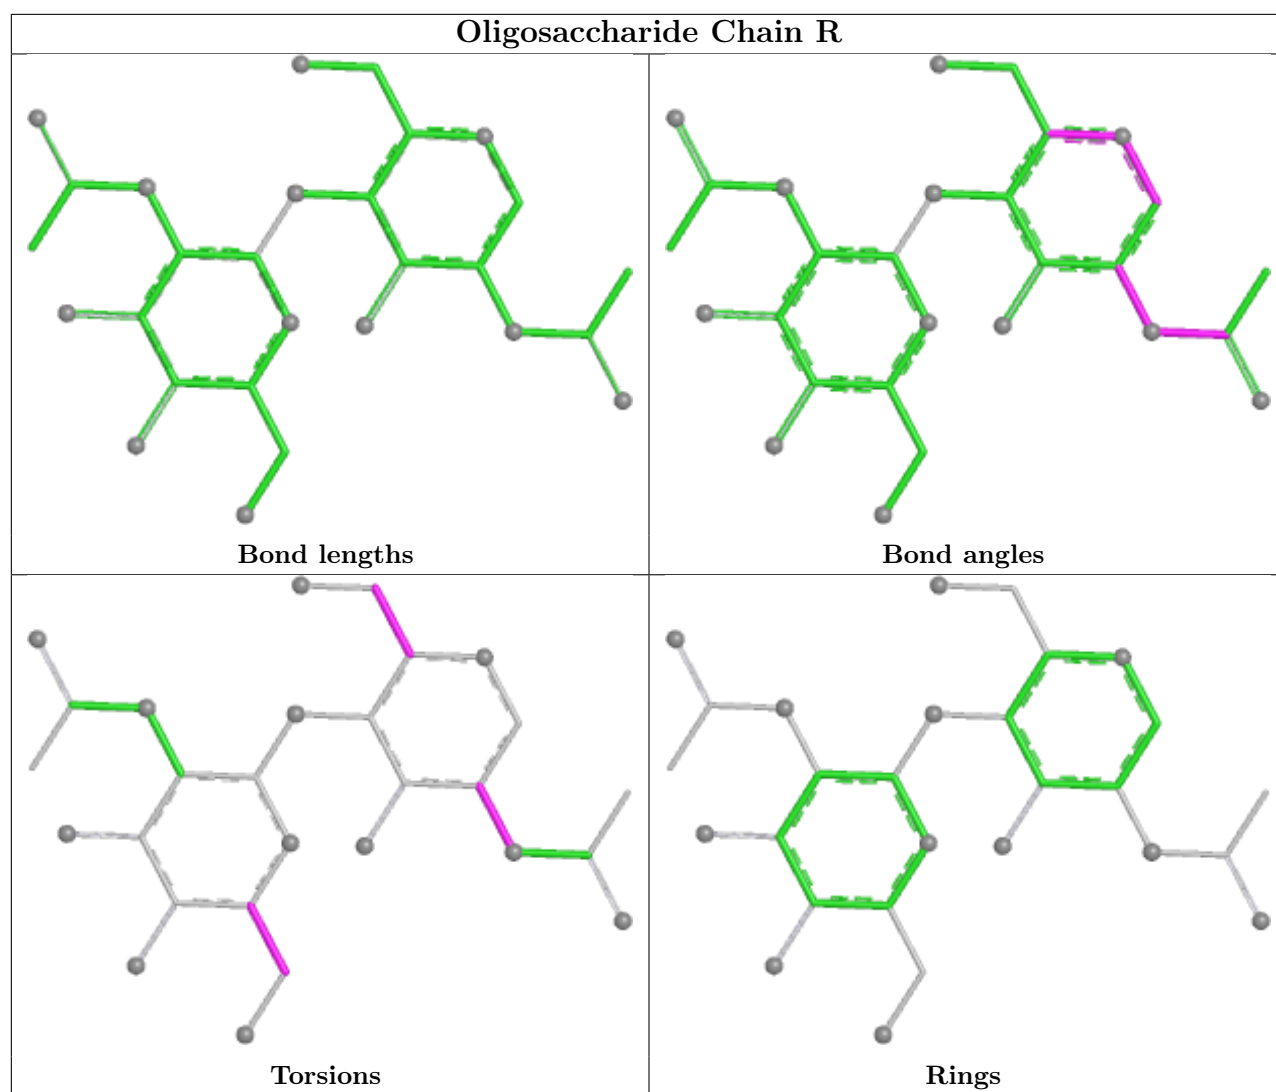 Oligosaccharide Chain R
Bond lengths
Bond angles
Torsions
Rings